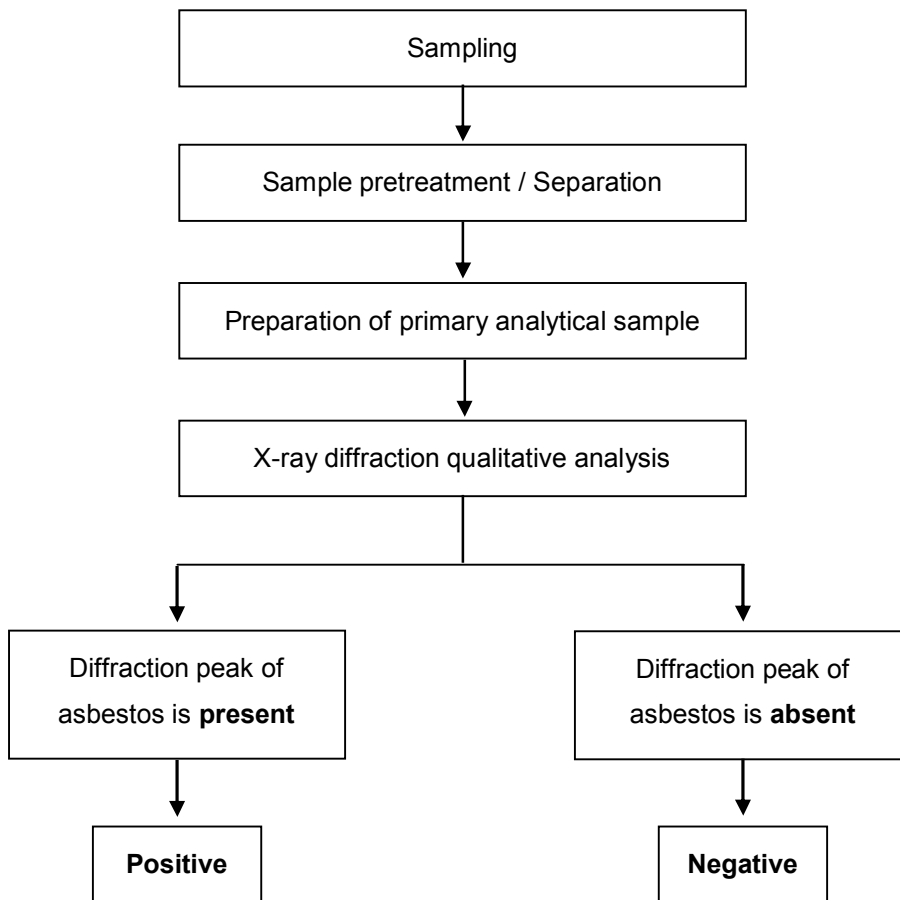 Sampling
Sample pretreatment / Separation
Preparation of primary analytical sample
X-ray diffraction qualitative analysis
Diffraction peak of
asbestos is present
Diffraction peak of
asbestos is absent
Positive
Negative